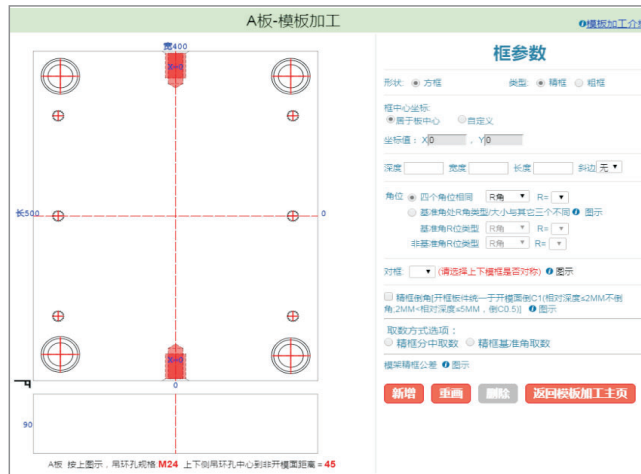 A板-模板加工
模板加工介绍
宽400
X=0
长500
0
X=0
0
90
A板 按上图示，吊环孔规格 M24 上下侧吊环孔中心到非开模面距离 = 45
框参数
形状: 方框 类型: 精框 粗框
框中心坐标:
居于板中心 自定义
坐标值： X 0 ，Y 0
深度 宽度 长度 斜边 无
角位 四个角位相同 R角 R=
基准角处R角类型/大小与其它三个不同 图示
基准角R位类型 R角 R=
非基准角R位类型 R角 R=
对框: (请选择上下模框是否对称) 图示
精框倒角[开框板件统一于开模面倒C1(相对深度≤2MM不倒
角;2MM<相对深度≤5MM，倒C0.5)] 图示
取数方式选项：
精框分中取数 精框基准角取数
模架精框公差 图示
新增 重画 删除 返回模板加工主页